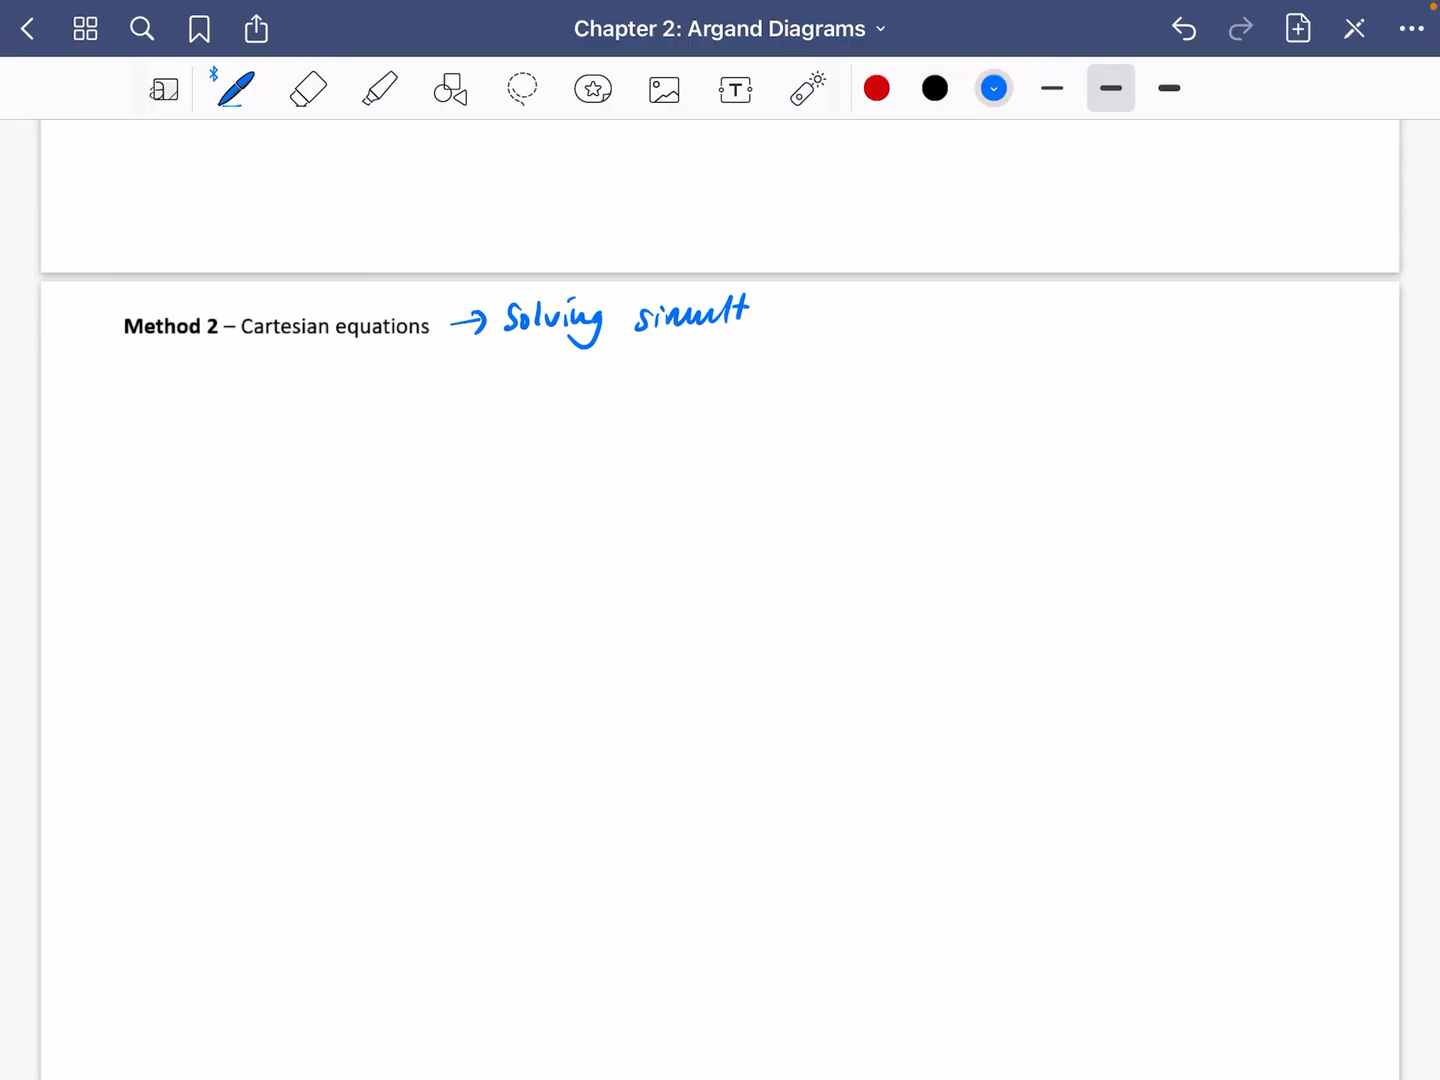 Chapter 2: Argand Diagrams
Method 2 – Cartesian equations → Solving simult